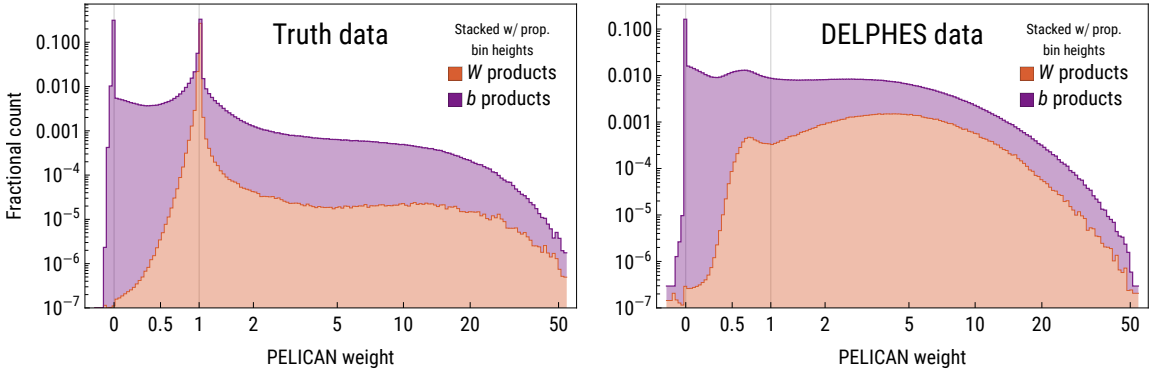 Truth data
Stacked w/ prop.
bin heights
W products
b products
Fractional count
0.100
0.010
0.001
10⁻⁴
10⁻⁵
10⁻⁶
10⁻⁷
0 0.5 1 2 5 10 20 50
PELICAN weight
DELPHES data
Stacked w/ prop.
bin heights
W products
b products
0.100
0.010
0.001
10⁻⁴
10⁻⁵
10⁻⁶
10⁻⁷
0 0.5 1 2 5 10 20 50
PELICAN weight